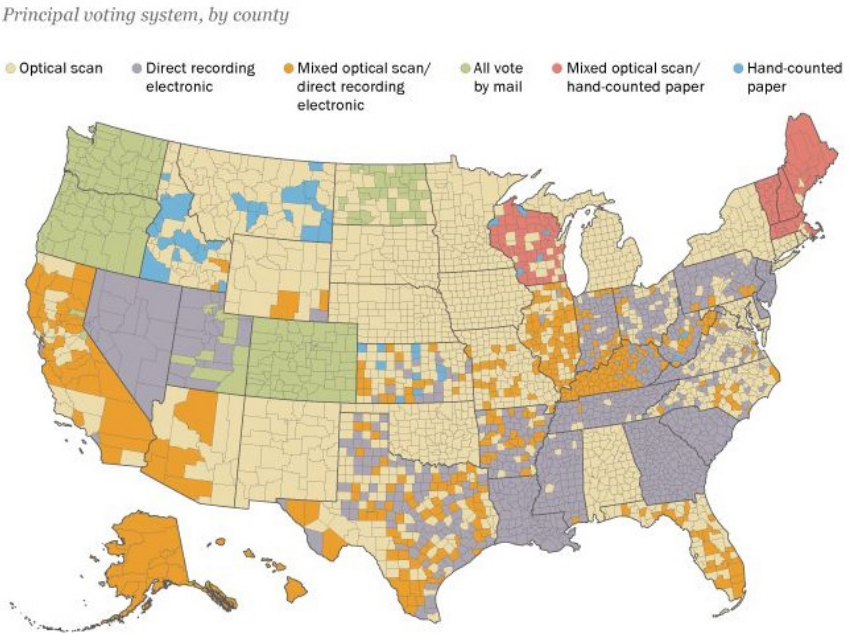 Principal voting system, by county
Optical scan
Direct recording
electronic
Mixed optical scan/
direct recording
electronic
All vote
by mail
Mixed optical scan/
hand-counted paper
Hand-counted
paper